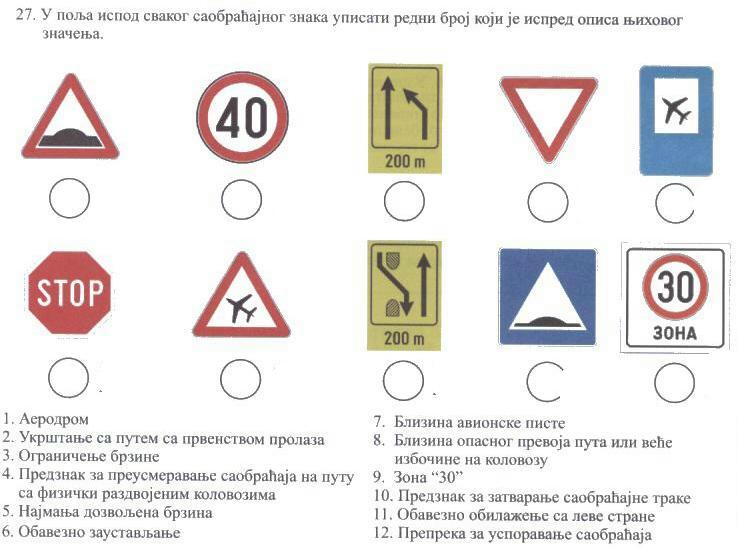 27. У поља испод сваког саобраћајног знака уписати редни број који је испред описа њиховог
значења.
40
200 m
STOP
200 m
30
ЗОНА
1. Аеродром
2. Укрштање са путем са првенством пролаза
3. Ограничење брзине
4. Предзнак за преусмеравање саобраћаја на путу
са физички раздвојеним коловозима
5. Најмања дозвољена брзина
6. Обавезно заустављање
7. Близина авионске писте
8. Близина опасног превоја пута или веће
избочине на коловозу
9. Зона “30”
10. Предзнак за затварање саобраћајне траке
11. Обавезно обилажење са леве стране
12. Препрека за успоравање саобраћаја